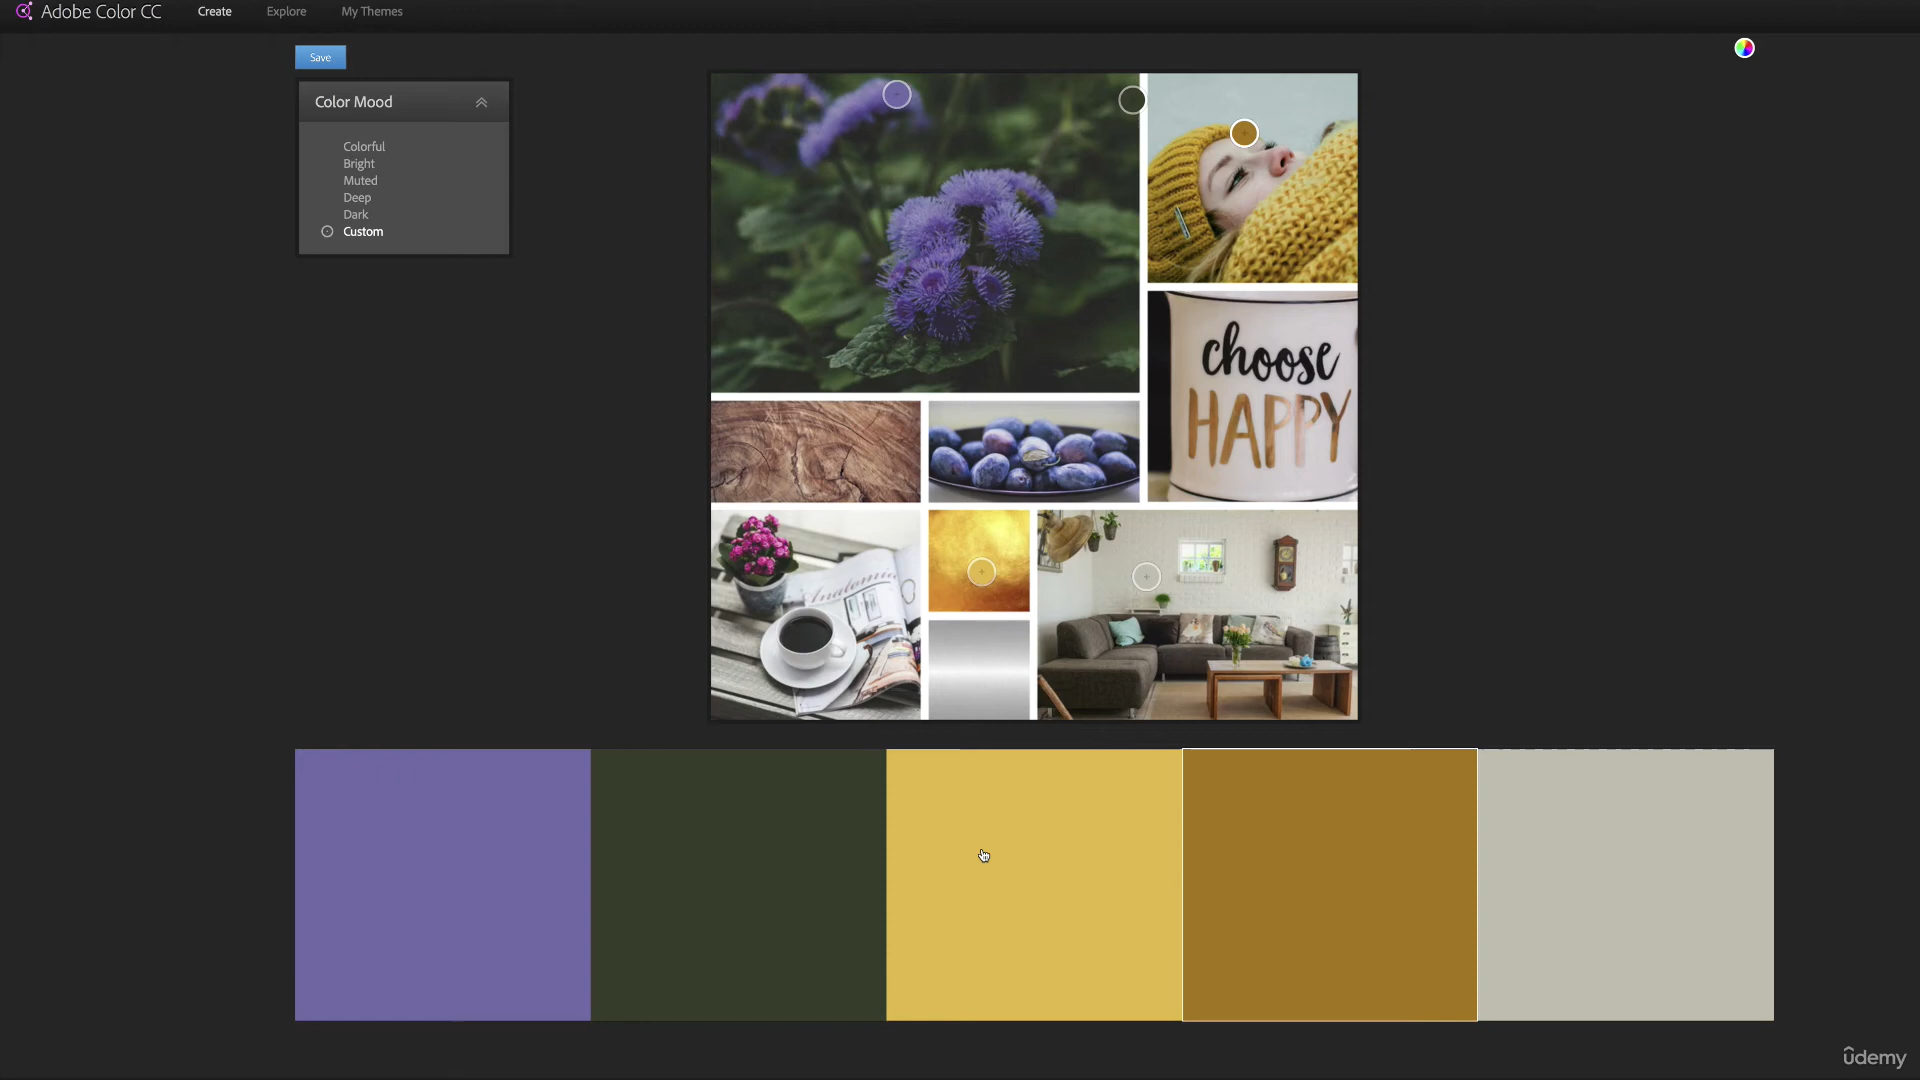 Adobe Color CC
Create
Explore
My Themes
Save
Color Mood
Colorful
Bright
Muted
Deep
Dark
Custom
choose
HAPPY
ûdemy